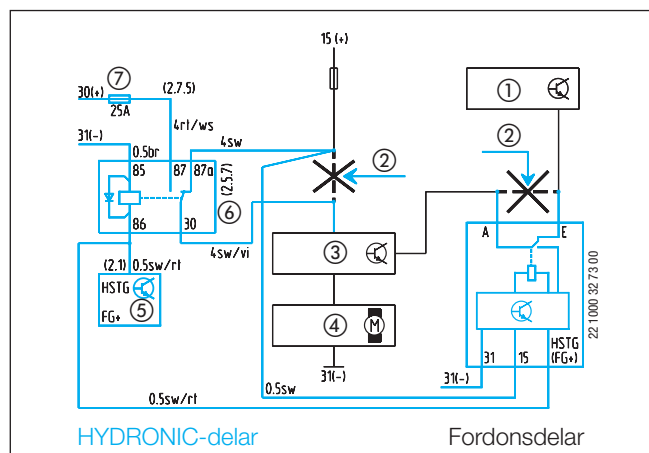 15(+)
⑦
(2.7.5)
30(+)
25A
①
31(-)
4rt/ws
4sw
②
②
0.5br
85
87
87a
(2.5.7)
⑥
A
E
86
30
③
4sw/vi
(2.1)
0.5sw/rt
HSTG
⑤
FG+
④
M
31
15
HSTG
(FG+)
31(-)
31(-)
0.5sw
0.5sw/rt
22 1000 32 73 00
HYDRONIC-delar
Fordonsdelar